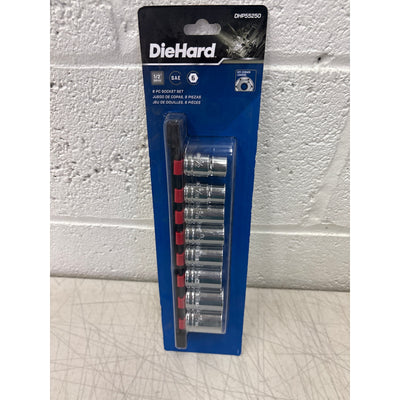 DHP55250
DieHard
1/2"
SAE
6
8 PC SOCKET SET
JUEGO DE COPAS, 8 PIEZAS
JEU DE DOUILLES, 8 PIÈCES